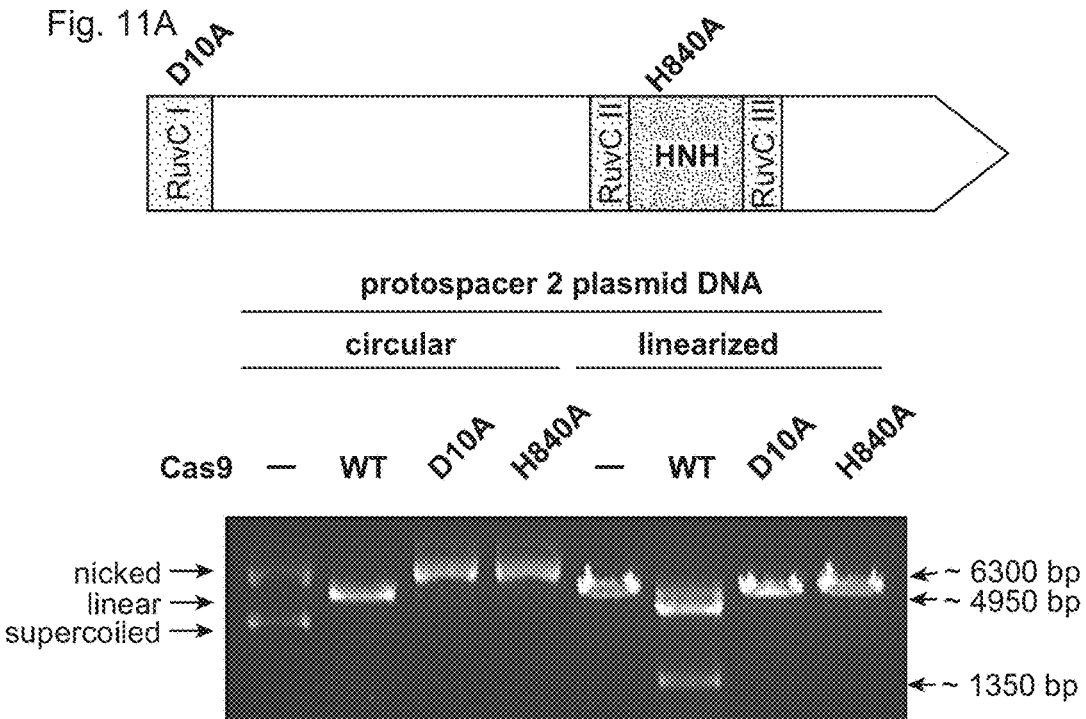 Fig. 11A
D10A
H840A
RuvC I
RuvC II
HNH
RuvC III
protospacer 2 plasmid DNA
circular linearized
Cas9 — WT D10A H840A — WT D10A H840A
nicked
linear
supercoiled
~ 6300 bp
~ 4950 bp
~ 1350 bp